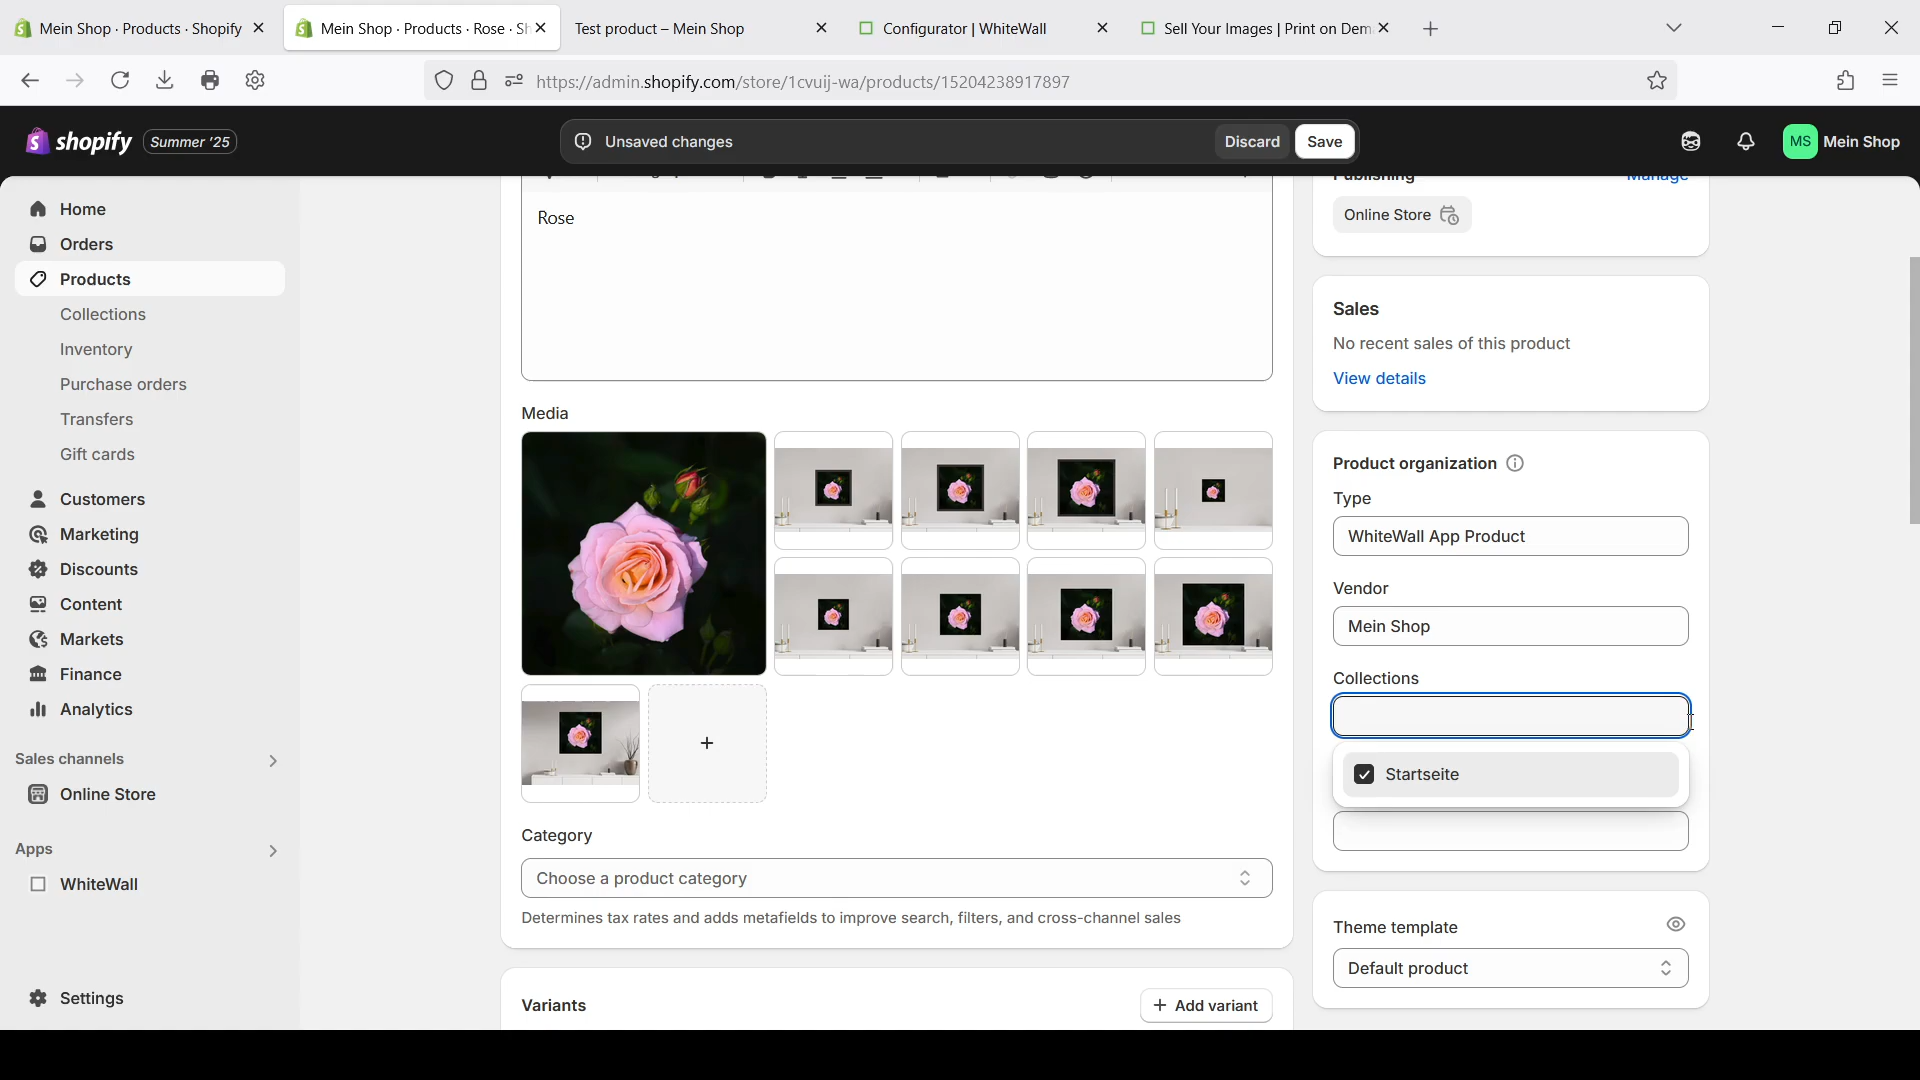 Mein Shop · Products · Shopify
Mein Shop · Products · Rose · Sh
Test product – Mein Shop
Configurator | WhiteWall
Sell Your Images | Print on Dem
https://admin.shopify.com/store/1cvuij-wa/products/15204238917897
shopify
Summer '25
Unsaved changes
Discard
Save
MS
Mein Shop
Home
Orders
Products
Collections
Inventory
Purchase orders
Transfers
Gift cards
Customers
Marketing
Discounts
Content
Markets
Finance
Analytics
Sales channels
Online Store
Apps
WhiteWall
Settings
Rose
Media
Category
Choose a product category
Determines tax rates and adds metafields to improve search, filters, and cross-channel sales
Variants
Add variant
Publishing
Manage
Online Store
Sales
No recent sales of this product
View details
Product organization
Type
WhiteWall App Product
Vendor
Mein Shop
Collections
Startseite
Theme template
Default product